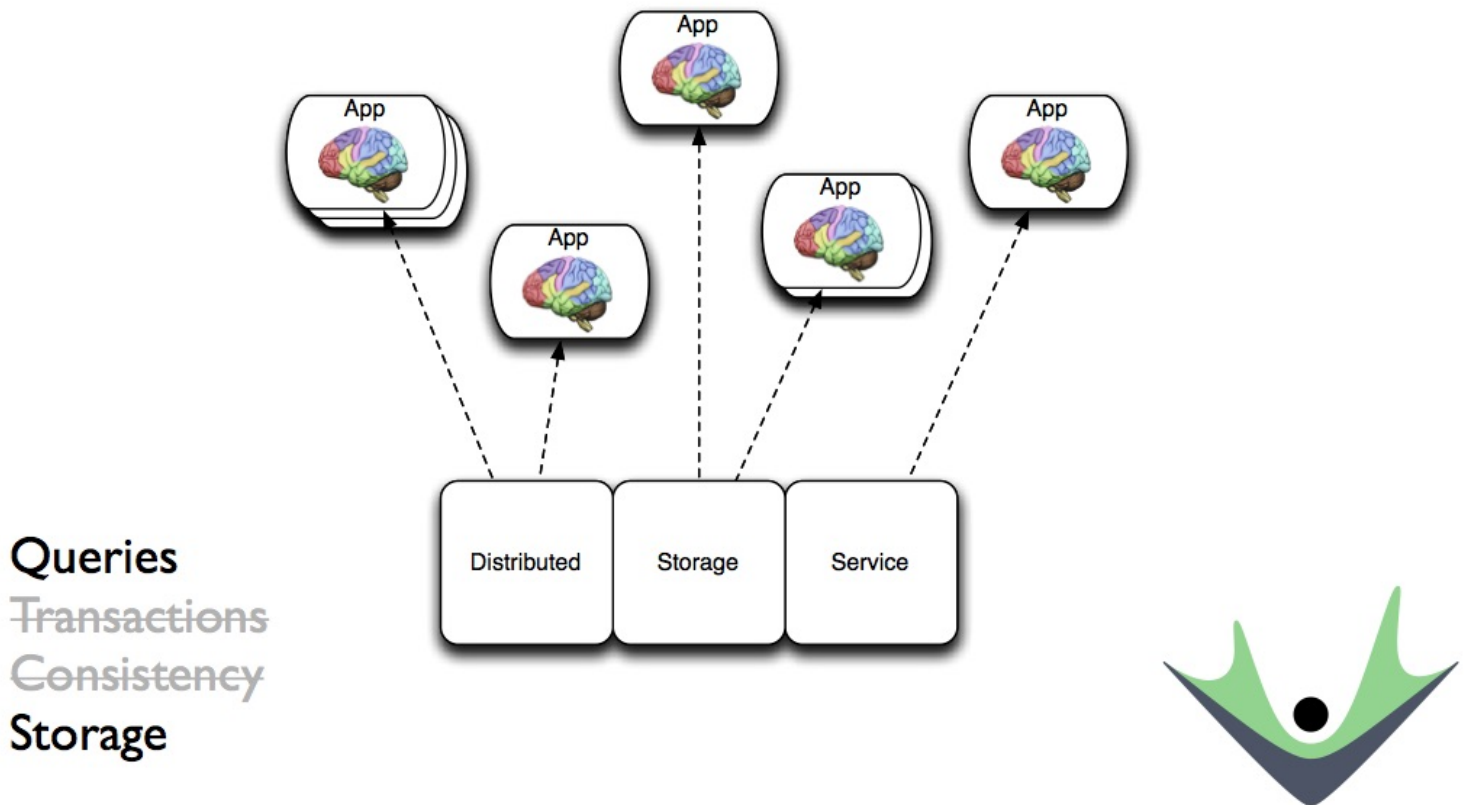 App
App
App
App
App
Distributed
Storage
Service
Queries
Transactions
Consistency
Storage